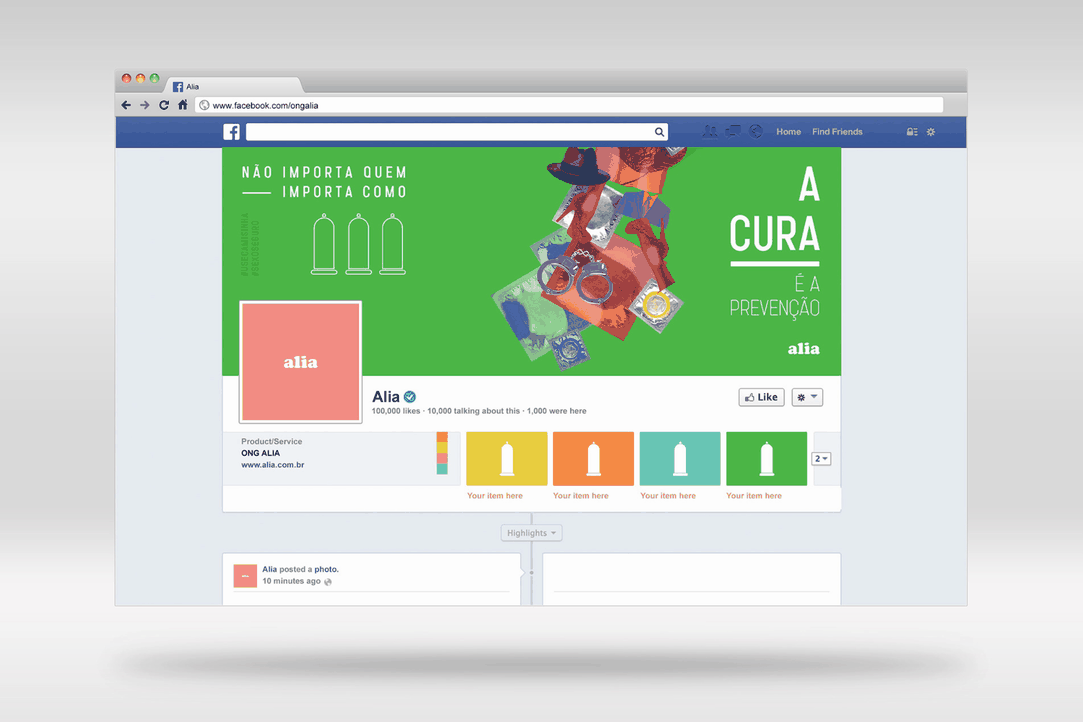 Alia
www.facebook.com/ongalia
Home
Find Friends
NÃO IMPORTA QUEM
IMPORTA COMO
#USECAMISINHA
#SEXOSEGURO
A
CURA
É A
PREVENÇÃO
alia
alia
Alia
Like
100,000 likes · 10,000 talking about this · 1,000 were here
Product/Service
ONG ALIA
www.alia.com.br
2
Your item here
Your item here
Your item here
Your item here
Highlights
Alia posted a photo.
10 minutes ago